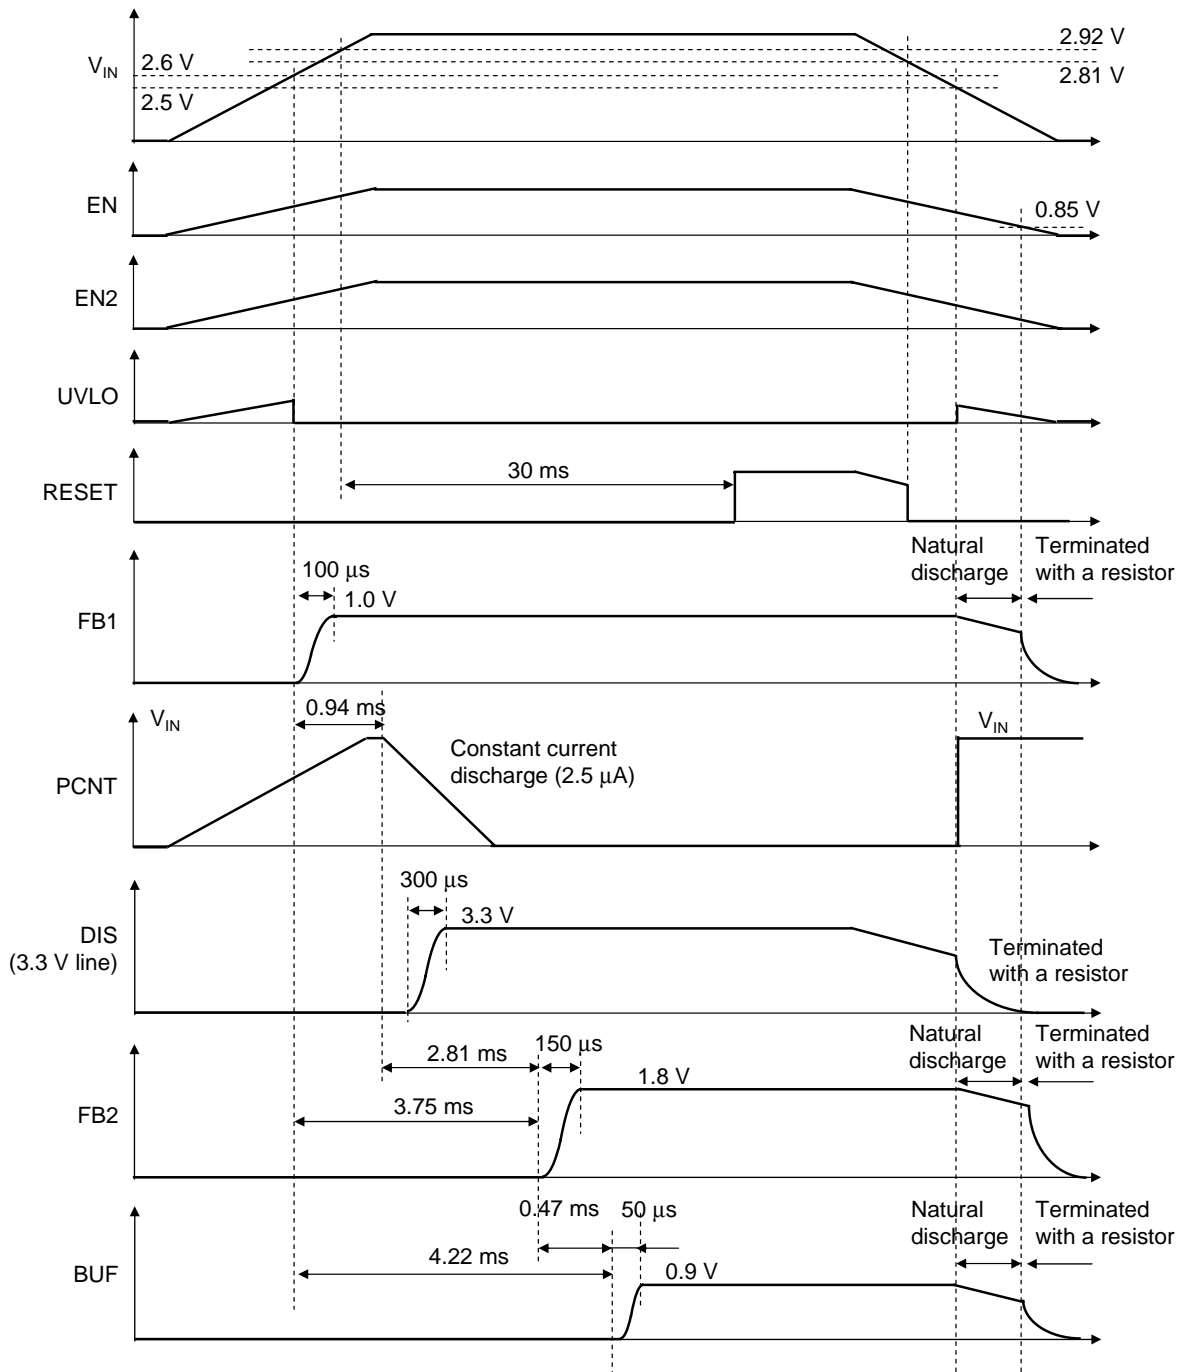 V_IN
2.6 V
2.5 V
2.92 V
2.81 V
EN
0.85 V
EN2
UVLO
RESET
30 ms
FB1
100 μs
1.0 V
Natural
discharge
Terminated
with a resistor
PCNT
V_IN
0.94 ms
Constant current
discharge (2.5 μA)
V_IN
DIS
(3.3 V line)
300 μs
3.3 V
Terminated
with a resistor
FB2
2.81 ms
150 μs
3.75 ms
1.8 V
Natural
discharge
Terminated
with a resistor
BUF
0.47 ms
50 μs
4.22 ms
0.9 V
Natural
discharge
Terminated
with a resistor